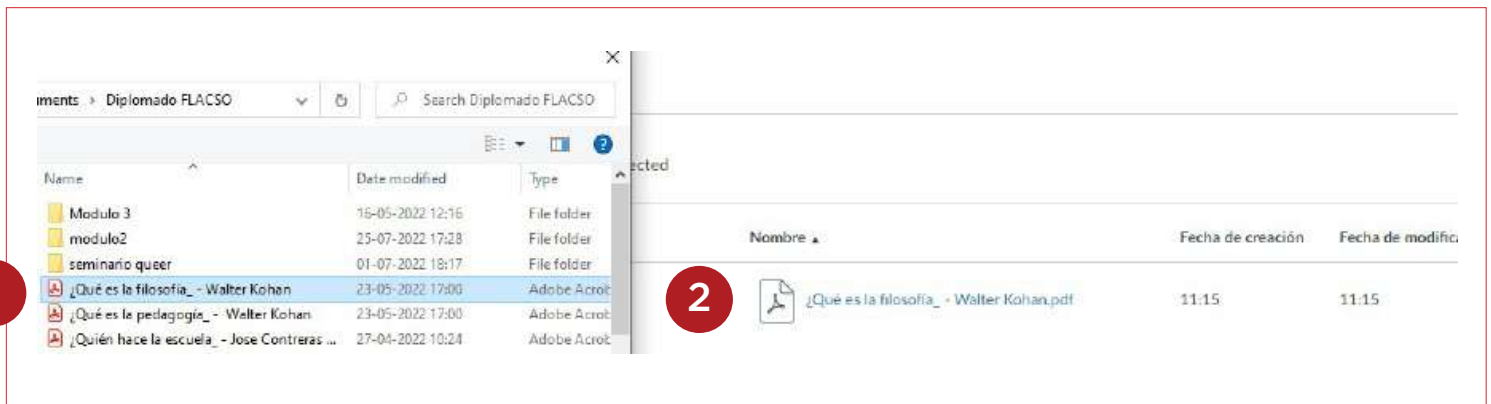 uments › Diplomado FLACSO
Search Diplomado FLACSO
Name Date modified Type
Modulo 3 16-05-2022 12:16 File folder
modulo2 25-07-2022 17:28 File folder
seminario queer 01-07-2022 18:17 File folder
¿Qué es la filosofía_ - Walter Kohan 23-05-2022 17:00 Adobe Acrob
¿Qué es la pedagogía_ - Walter Kohan 23-05-2022 17:00 Adobe Acrob
¿Quién hace la escuela_ - Jose Contreras ... 27-04-2022 10:24 Adobe Acrob
ected
Nombre ▴ Fecha de creación Fecha de modifica
2
¿Qué es la filosofía_ - Walter Kohan.pdf 11:15 11:15